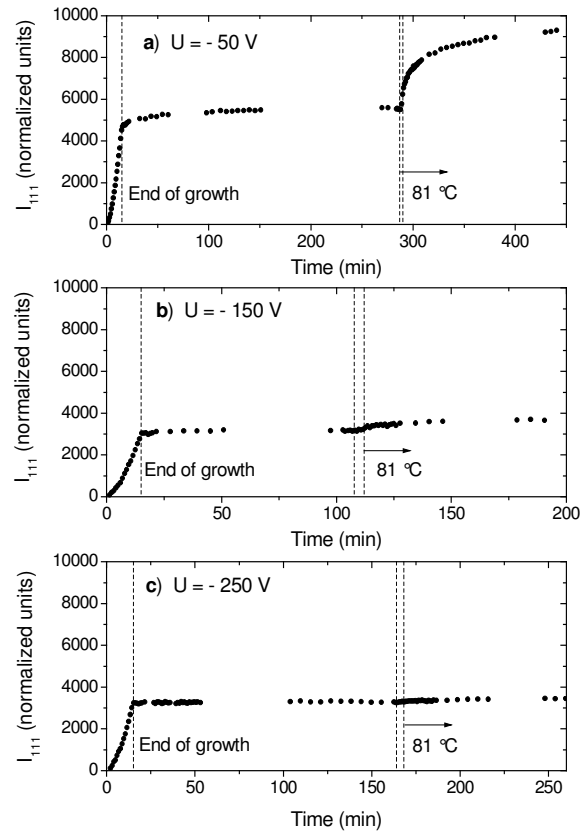 10000
a) U = - 50 V
8000
6000
4000
2000
0
I111 (normalized units)
End of growth
81 °C
0 100 200 300 400
Time (min)
10000
b) U = - 150 V
8000
6000
4000
2000
0
I111 (normalized units)
End of growth
81 °C
0 50 100 150 200
Time (min)
10000
c) U = - 250 V
8000
6000
4000
2000
0
I111 (normalized units)
End of growth
81 °C
0 50 100 150 200 250
Time (min)